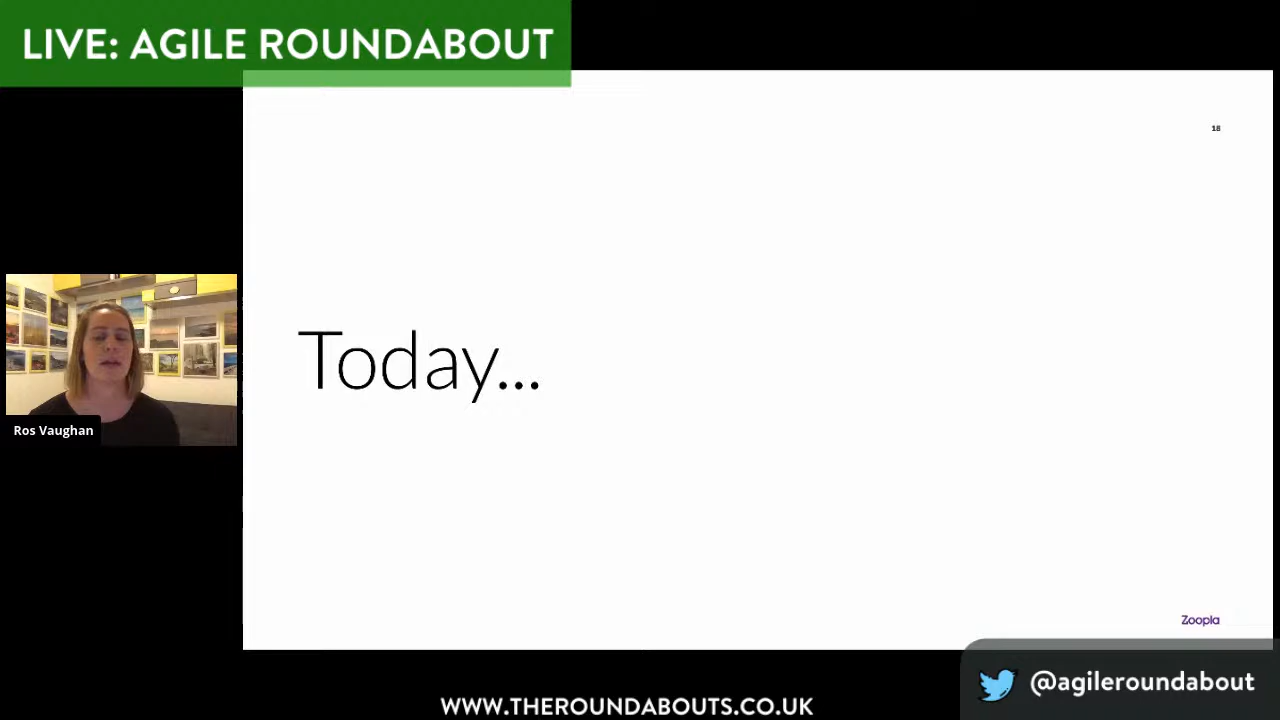 LIVE: AGILE ROUNDABOUT
18
Today...
Ros Vaughan
Zoopla
@agileroundabout
WWW.THEROUNDABOUTS.CO.UK